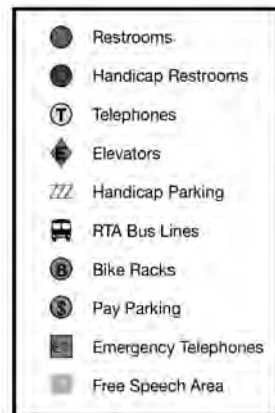 Restrooms
Handicap Restrooms
T Telephones
E Elevators
Handicap Parking
RTA Bus Lines
B Bike Racks
$ Pay Parking
Emergency Telephones
Free Speech Area